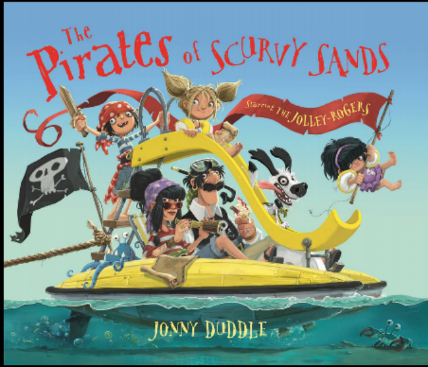 The
Pirates of SCURVY SANDS
Starring THE JOLLEY-ROGERS
JONNY DUDDLE